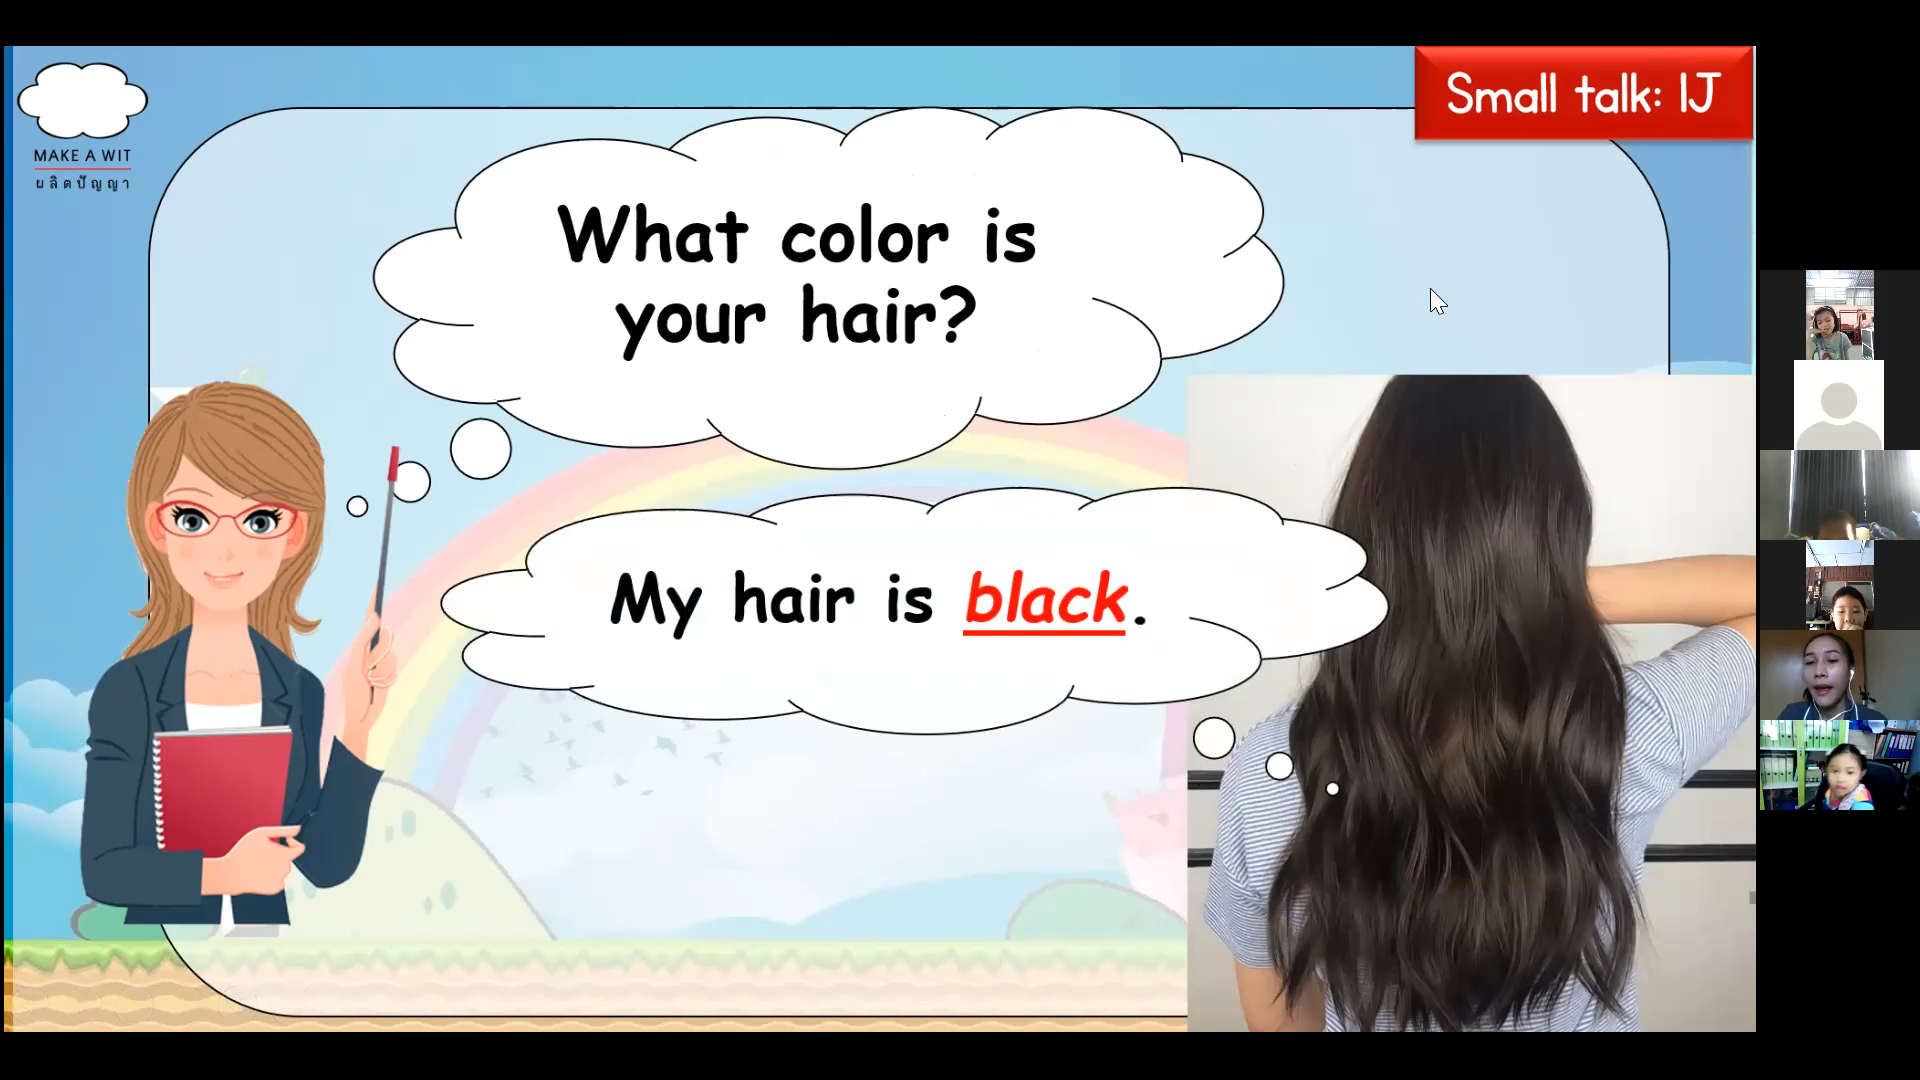 MAKE A WIT
ผลิตปัญญา
Small talk: 1J
What color is
your hair?
My hair is black.